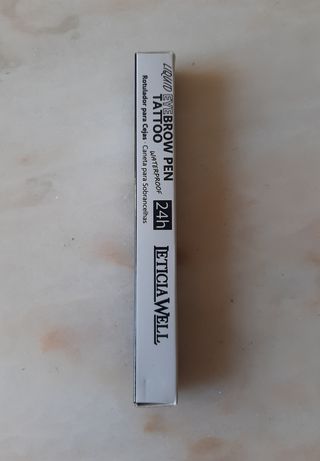 LIQUID EYEBROW PEN
TATTOO WATERPROOF 24h
Rotulador para Cejas · Caneta para Sobrancelhas
LETICIA WELL